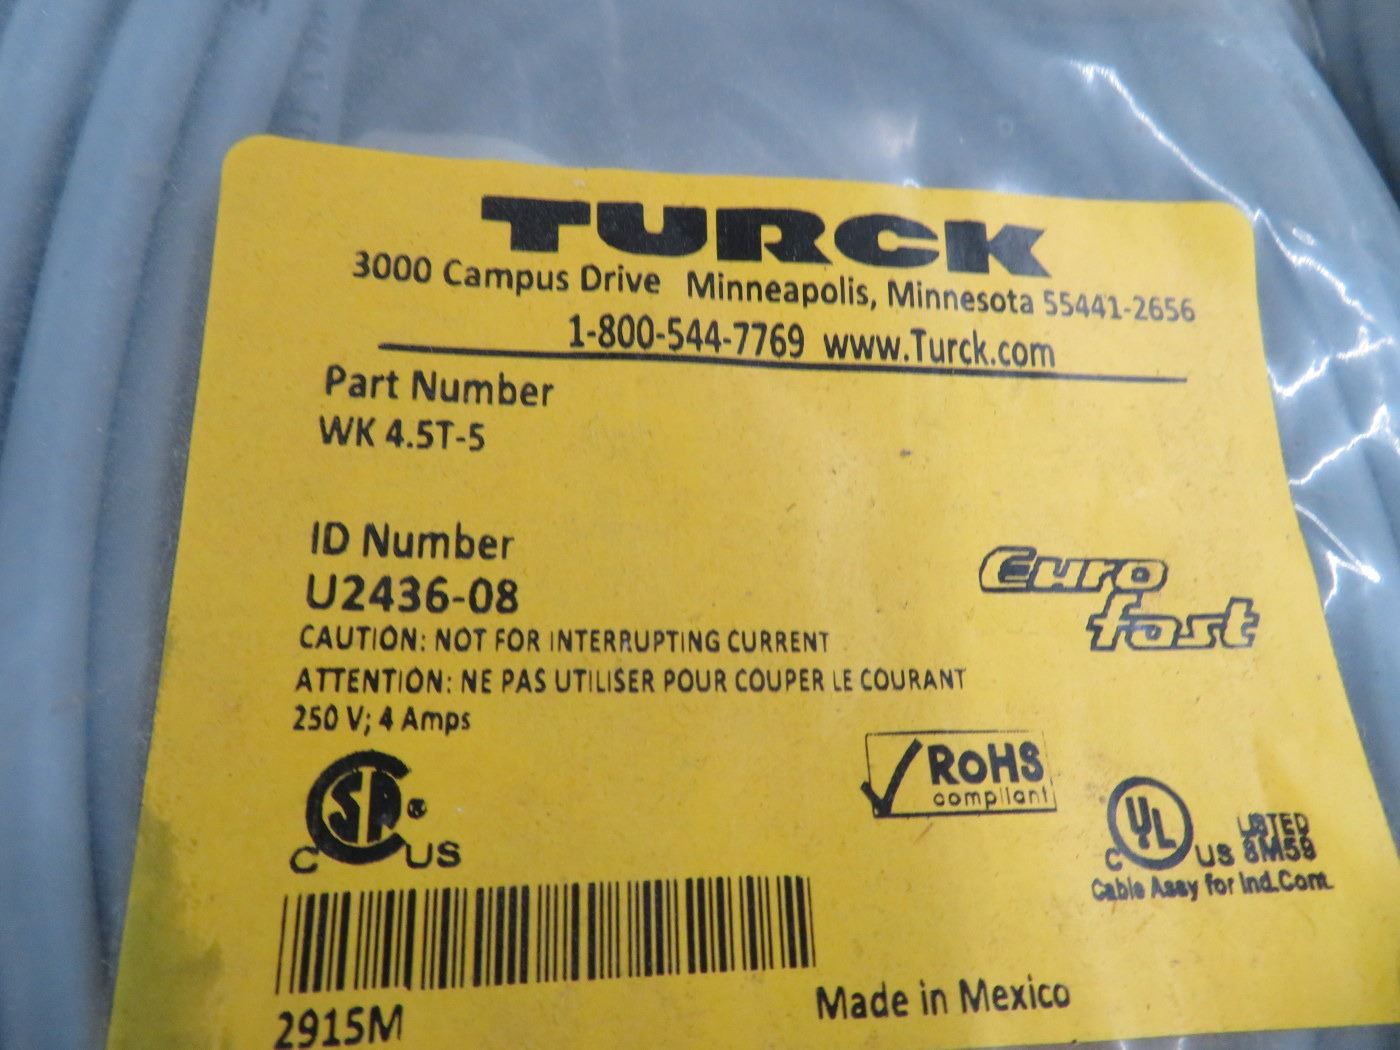 TURCK
3000 Campus Drive Minneapolis, Minnesota 55441-2656
1-800-544-7769 www.Turck.com
Part Number
WK 4.5T-5
ID Number
U2436-08
Euro
fast
CAUTION: NOT FOR INTERRUPTING CURRENT
ATTENTION: NE PAS UTILISER POUR COUPER LE COURANT
250 V; 4 Amps
SA ®
C US
RoHS
compliant
UL
C US LISTED
8M59
Cable Assy for Ind.Com.
2915M
Made in Mexico